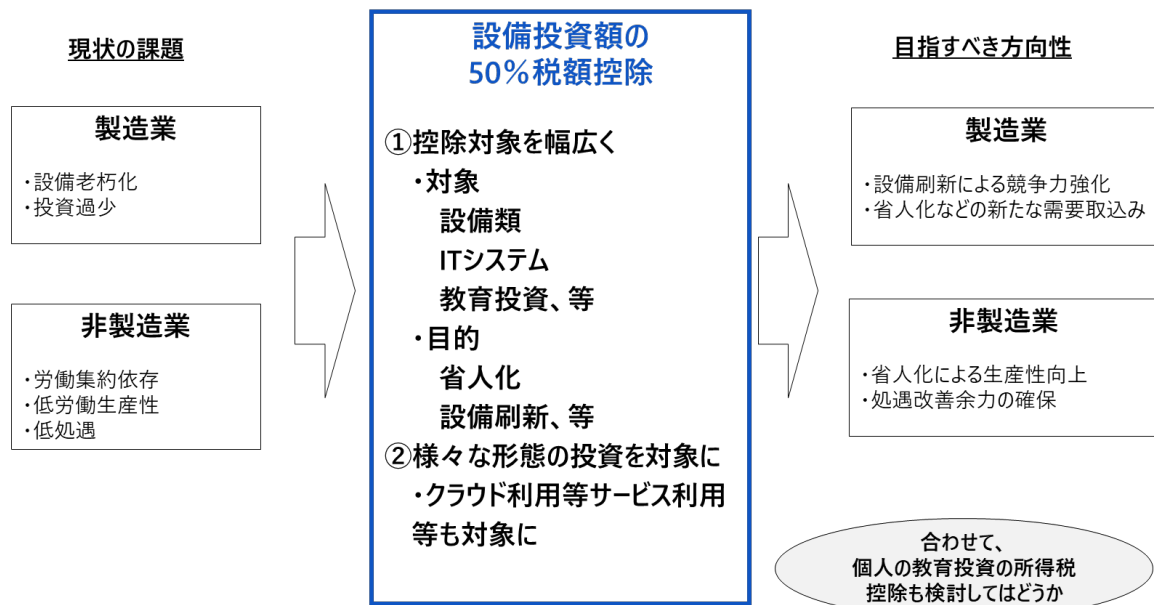 現状の課題
製造業
・設備老朽化
・投資過少
非製造業
・労働集約依存
・低労働生産性
・低処遇
設備投資額の
50%税額控除
①控除対象を幅広く
・対象
設備類
ITシステム
教育投資、等
・目的
省人化
設備刷新、等
②様々な形態の投資を対象に
・クラウド利用等サービス利用
等も対象に
目指すべき方向性
製造業
・設備刷新による競争力強化
・省人化などの新たな需要取込み
非製造業
・省人化による生産性向上
・処遇改善余力の確保
合わせて、
個人の教育投資の所得税
控除も検討してはどうか